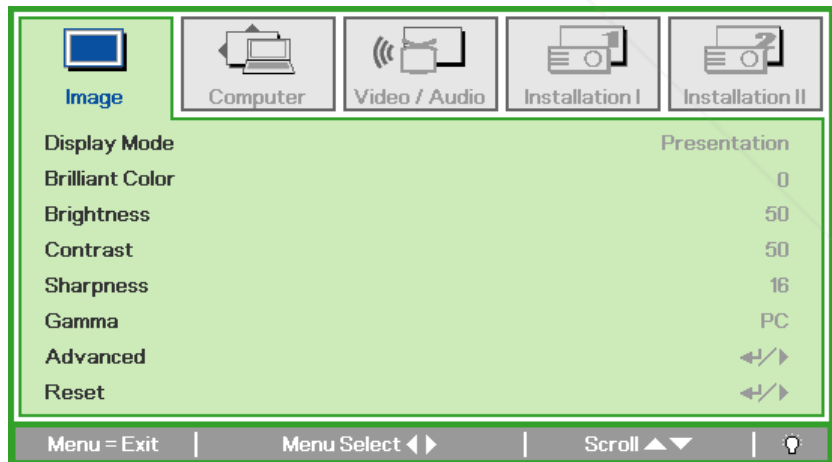 Image Computer Video / Audio Installation I Installation II
Display Mode Presentation
Brilliant Color 0
Brightness 50
Contrast 50
Sharpness 16
Gamma PC
Advanced ↵/▶
Reset ↵/▶
Menu = Exit | Menu Select ◀▶ | Scroll ▲▼ |